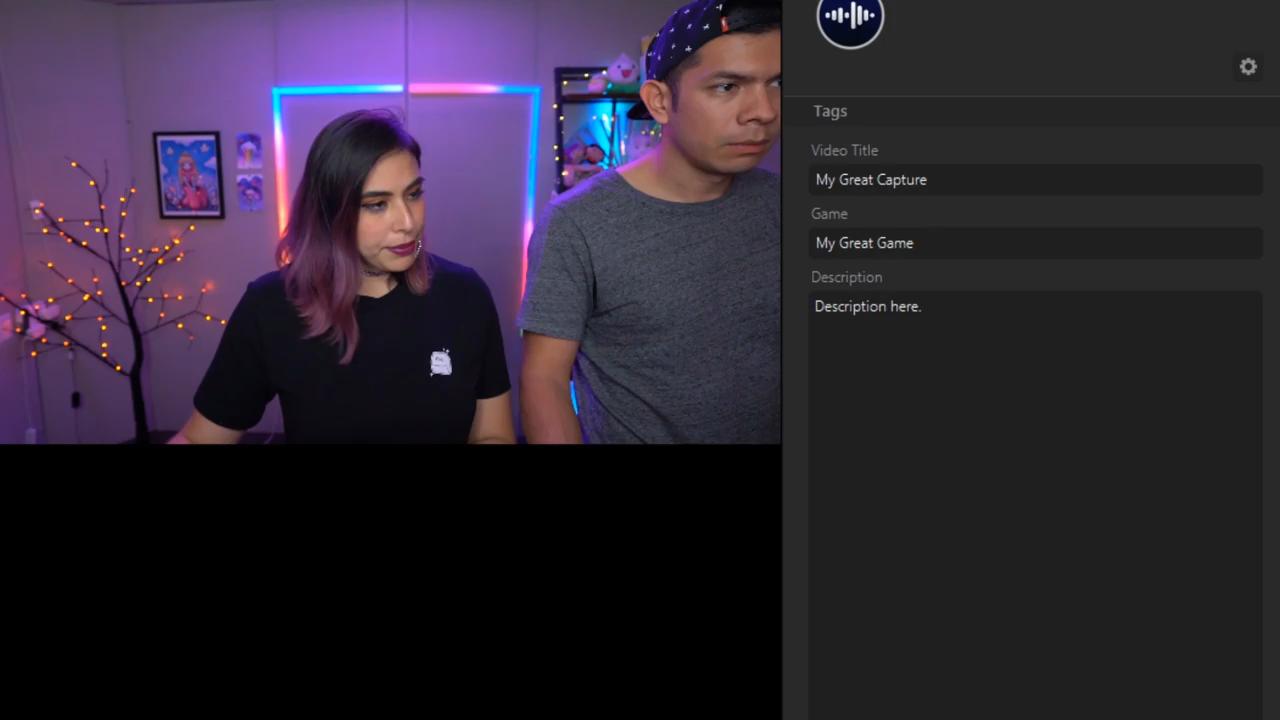 Tags
Video Title
My Great Capture
Game
My Great Game
Description
Description here.